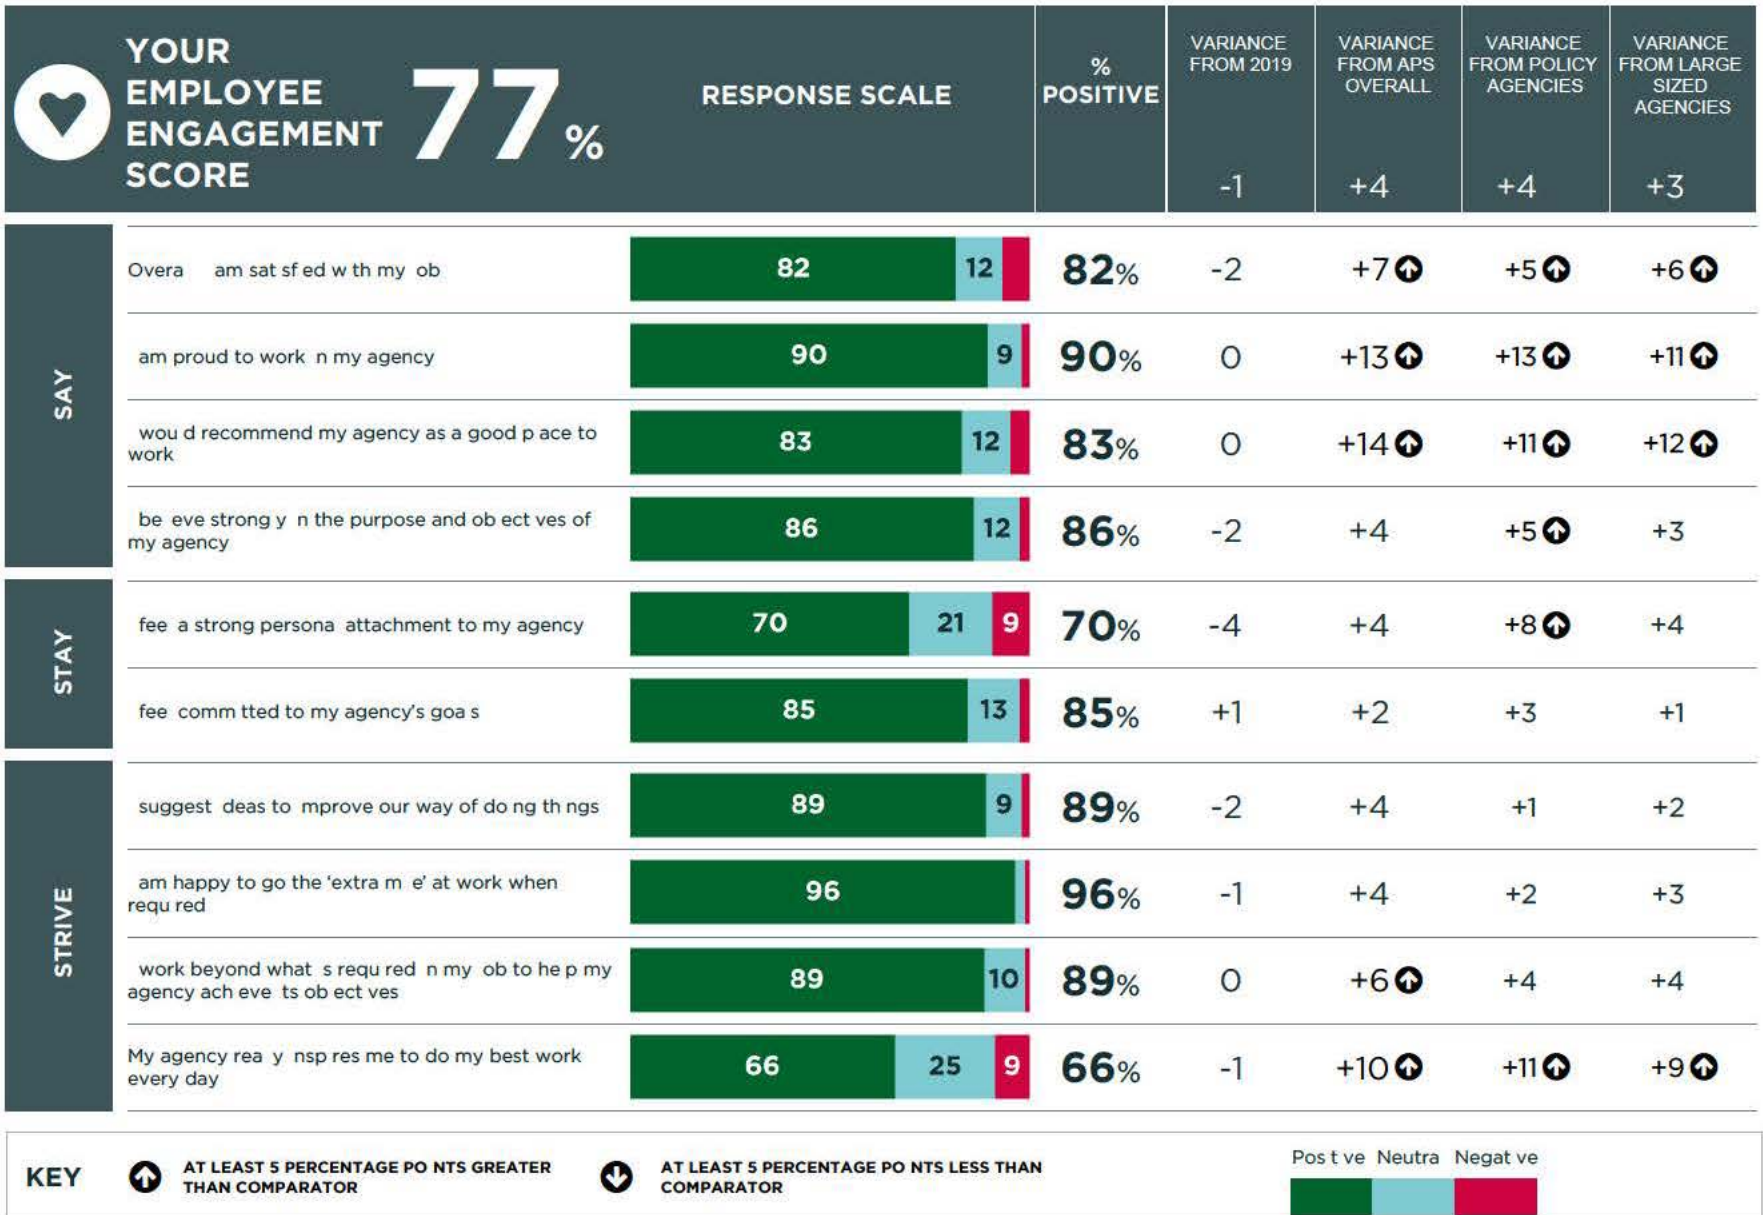 YOUR
EMPLOYEE
ENGAGEMENT
SCORE
77%
RESPONSE SCALE
%
POSITIVE
VARIANCE
FROM 2019
-1
VARIANCE
FROM APS
OVERALL
+4
VARIANCE
FROM POLICY
AGENCIES
+4
VARIANCE
FROM LARGE
SIZED
AGENCIES
+3
SAY
Overa am sat sf ed w th my ob
82 12 82% -2 +7 +5 +6
am proud to work n my agency
90 9 90% 0 +13 +13 +11
wou d recommend my agency as a good p ace to
work
83 12 83% 0 +14 +11 +12
be eve strong y n the purpose and ob ect ves of
my agency
86 12 86% -2 +4 +5 +3
STAY
fee a strong persona attachment to my agency
70 21 9 70% -4 +4 +8 +4
fee comm tted to my agency's goa s
85 13 85% +1 +2 +3 +1
STRIVE
suggest deas to mprove our way of do ng th ngs
89 9 89% -2 +4 +1 +2
am happy to go the ‘extra m e’ at work when
requ red
96 96% -1 +4 +2 +3
work beyond what s requ red n my ob to he p my
agency ach eve ts ob ect ves
89 10 89% 0 +6 +4 +4
My agency rea y nsp res me to do my best work
every day
66 25 9 66% -1 +10 +11 +9
KEY
AT LEAST 5 PERCENTAGE PO NTS GREATER
THAN COMPARATOR
AT LEAST 5 PERCENTAGE PO NTS LESS THAN
COMPARATOR
Pos t ve Neutra Negat ve